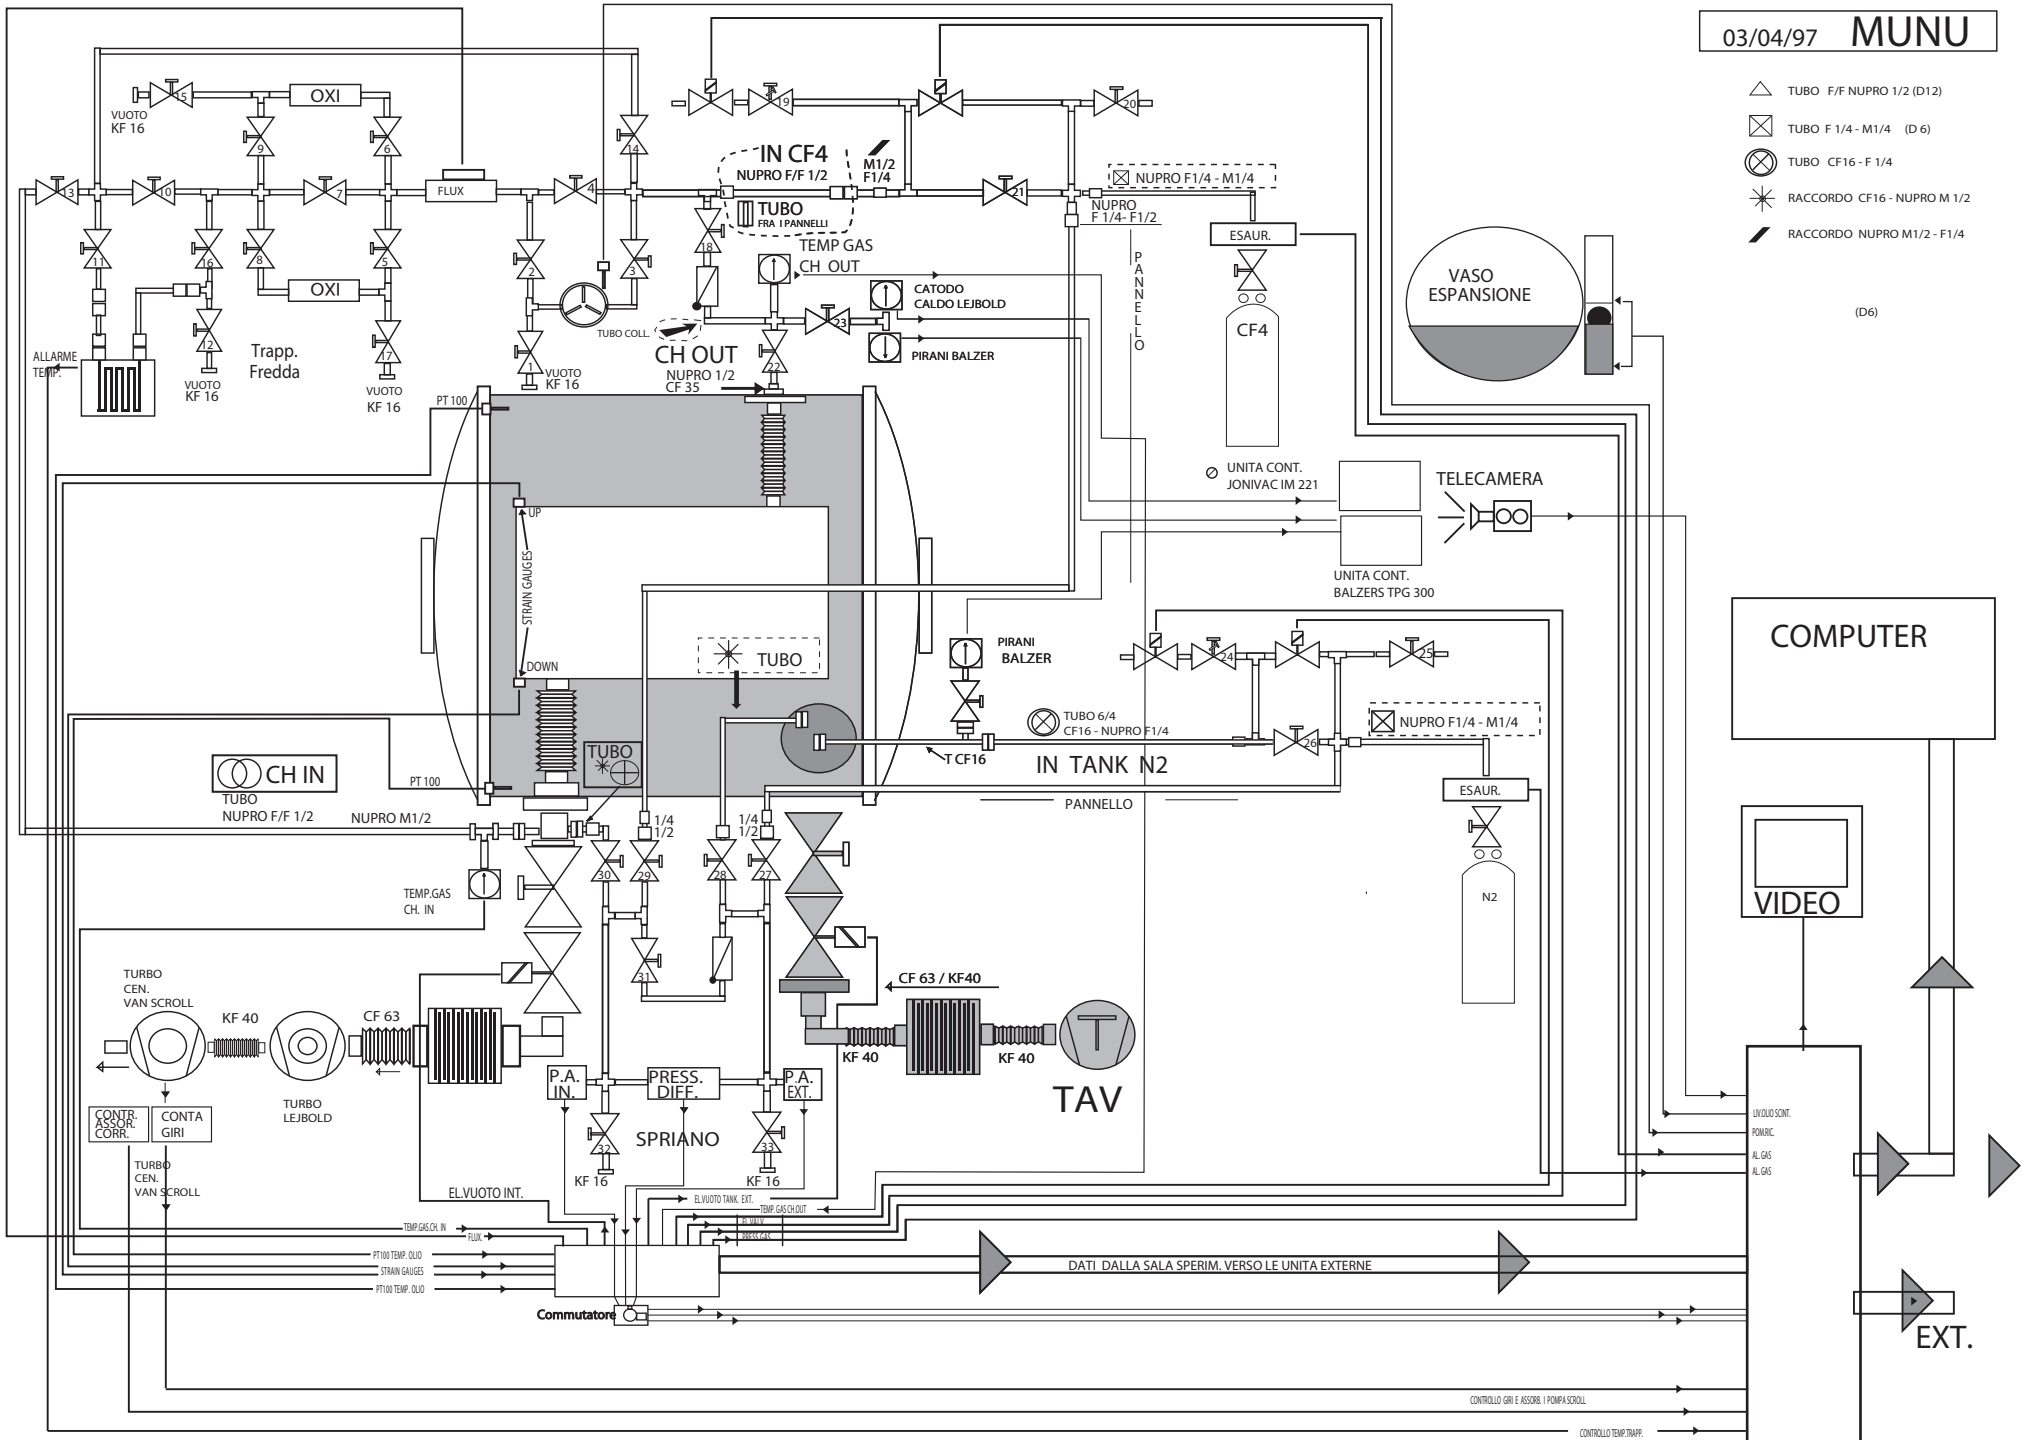 03/04/97 MUNU
TUBO F/F NUPRO 1/2 (D12)
TUBO F 1/4 - M1/4 (D 6)
TUBO CF16 - F 1/4
RACCORDO CF16 - NUPRO M 1/2
RACCORDO NUPRO M1/2 - F1/4
(D6)
15
OXI
VUOTO
KF 16
9
6
14
13
10
7
FLUX
4
11
16
8
5
2
3
OXI
12
17
1
ALLARME
TEMP.
Trapp.
Fredda
VUOTO
KF 16
VUOTO
KF 16
VUOTO
KF 16
19
20
IN CF4
NUPRO F/F 1/2
M1/2
F1/4
TUBO
FRA I PANNELLI
21
NUPRO F1/4 - M1/4
NUPRO
F 1/4- F1/2
18
TEMP GAS
CH OUT
CATODO
CALDO LEJBOLD
23
PIRANI BALZER
TUBO COLL.
CH OUT
NUPRO 1/2
CF 35
22
PANNELLO
ESAUR.
CF4
VASO
ESPANSIONE
UNITA CONT.
JONIVAC IM 221
TELECAMERA
UNITA CONT.
BALZERS TPG 300
PT 100
UP
STRAIN GAUGES
DOWN
TUBO
PT 100
TUBO
PIRANI
BALZER
TUBO 6/4
CF16 - NUPRO F1/4
T CF16
IN TANK N2
PANNELLO
24
25
26
NUPRO F1/4 - M1/4
ESAUR.
N2
COMPUTER
VIDEO
CH IN
TUBO
NUPRO F/F 1/2
NUPRO M1/2
TEMP.GAS
CH. IN
1/4
1/2
1/4
1/2
30
29
28
27
31
TURBO
CEN.
VAN SCROLL
KF 40
CF 63
TURBO
LEJBOLD
CONTR.
ASSOR.
CORR.
CONTA
GIRI
TURBO
CEN.
VAN SCROLL
CF 63 / KF40
KF 40
KF 40
TAV
P.A.
IN.
PRESS.
DIFF.
P.A.
EXT.
32
SPRIANO
33
KF 16
KF 16
EL.VUOTO INT.
EL.VUOTO TANK. EXT.
TEMP. GAS CH.OUT
EL.VALV.
PRESS.GAS
TEMP.GAS.CH. IN
FLUX.
PT100 TEMP. OLIO
STRAIN GAUGES
PT100 TEMP. OLIO
Commutatore
DATI DALLA SALA SPERIM. VERSO LE UNITA EXTERNE
LIV.OLIO SCINT.
POM.RIC.
AL. GAS
AL. GAS
EXT.
CONTROLLO GIRI E ASSORB. I POMPA SCROLL
CONTROLLO TEMP.TRAPP.